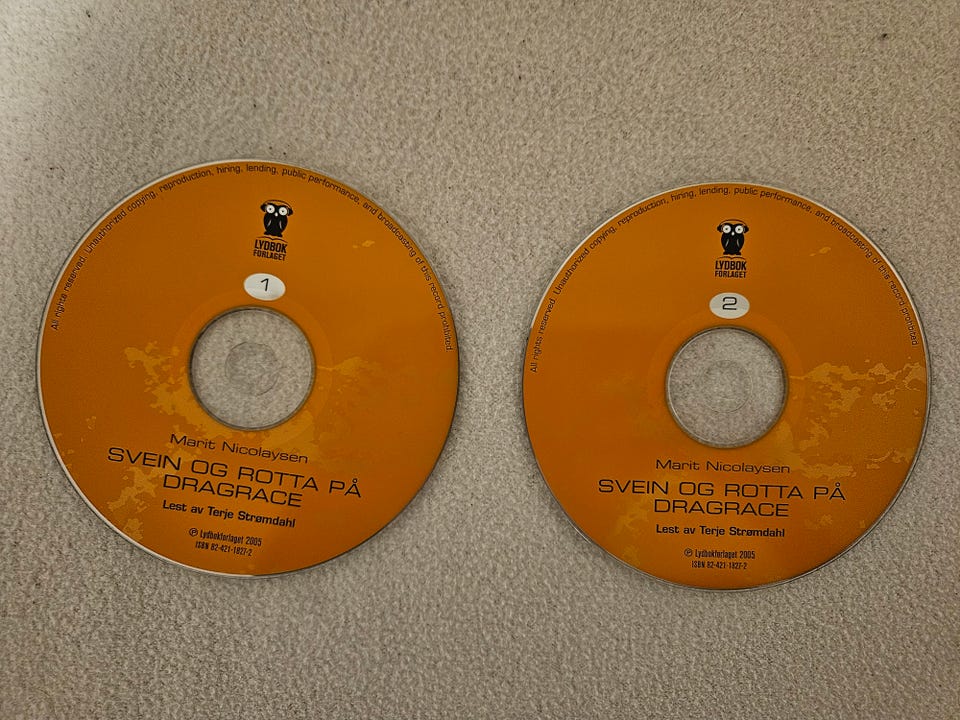 All rights reserved. Unauthorized copying, reproduction, hiring, lending, public performance, and broadcasting of this record prohibited
LYDBOK
FORLAGET
1
Marit Nicolaysen
SVEIN OG ROTTA PÅ
DRAGRACE
Lest av Terje Strømdahl
℗ Lydbokforlaget 2005
ISBN 82-421-1827-2
All rights reserved. Unauthorized copying, reproduction, hiring, lending, public performance, and broadcasting of this record prohibited
LYDBOK
FORLAGET
2
Marit Nicolaysen
SVEIN OG ROTTA PÅ
DRAGRACE
Lest av Terje Strømdahl
℗ Lydbokforlaget 2005
ISBN 82-421-1827-2